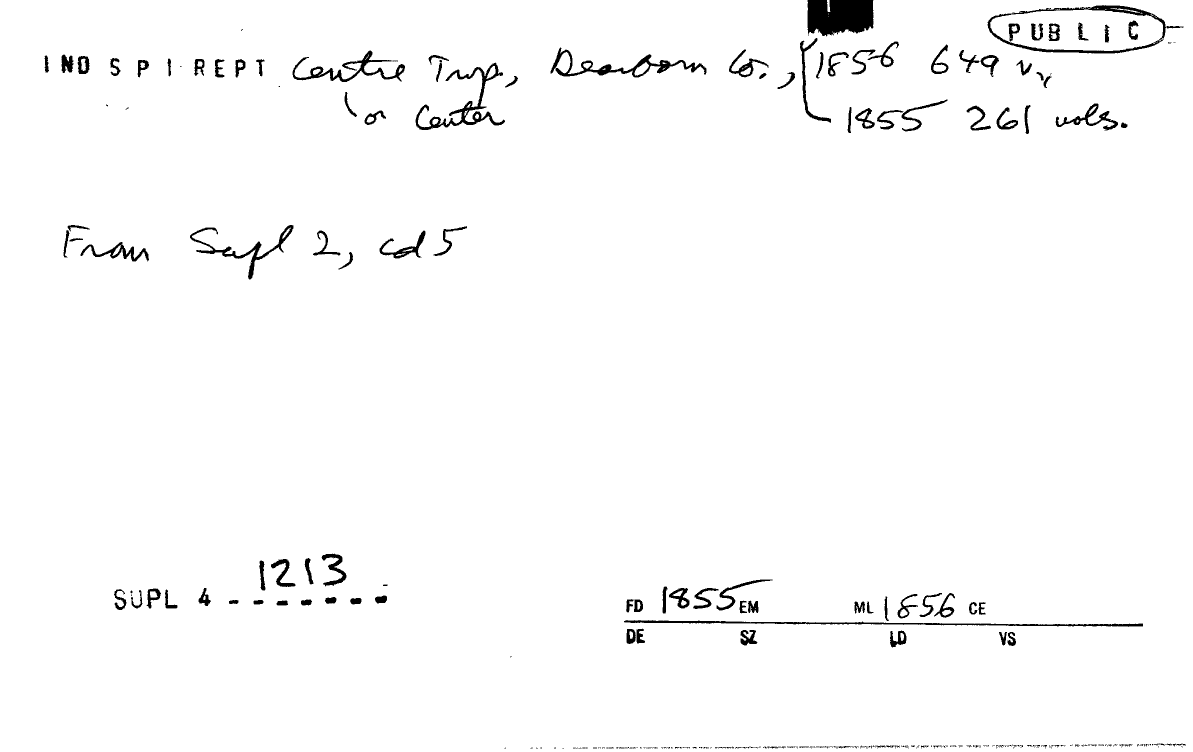 PUBLIC
IND SPI REPT Centre Twp., Dearborn Co., 1856 649 v.
or Center 1855 261 vols.
From Supl 2, cd 5
SUPL 4 1213
FD 1855 EM ML 1856 CE
DE SZ LD VS